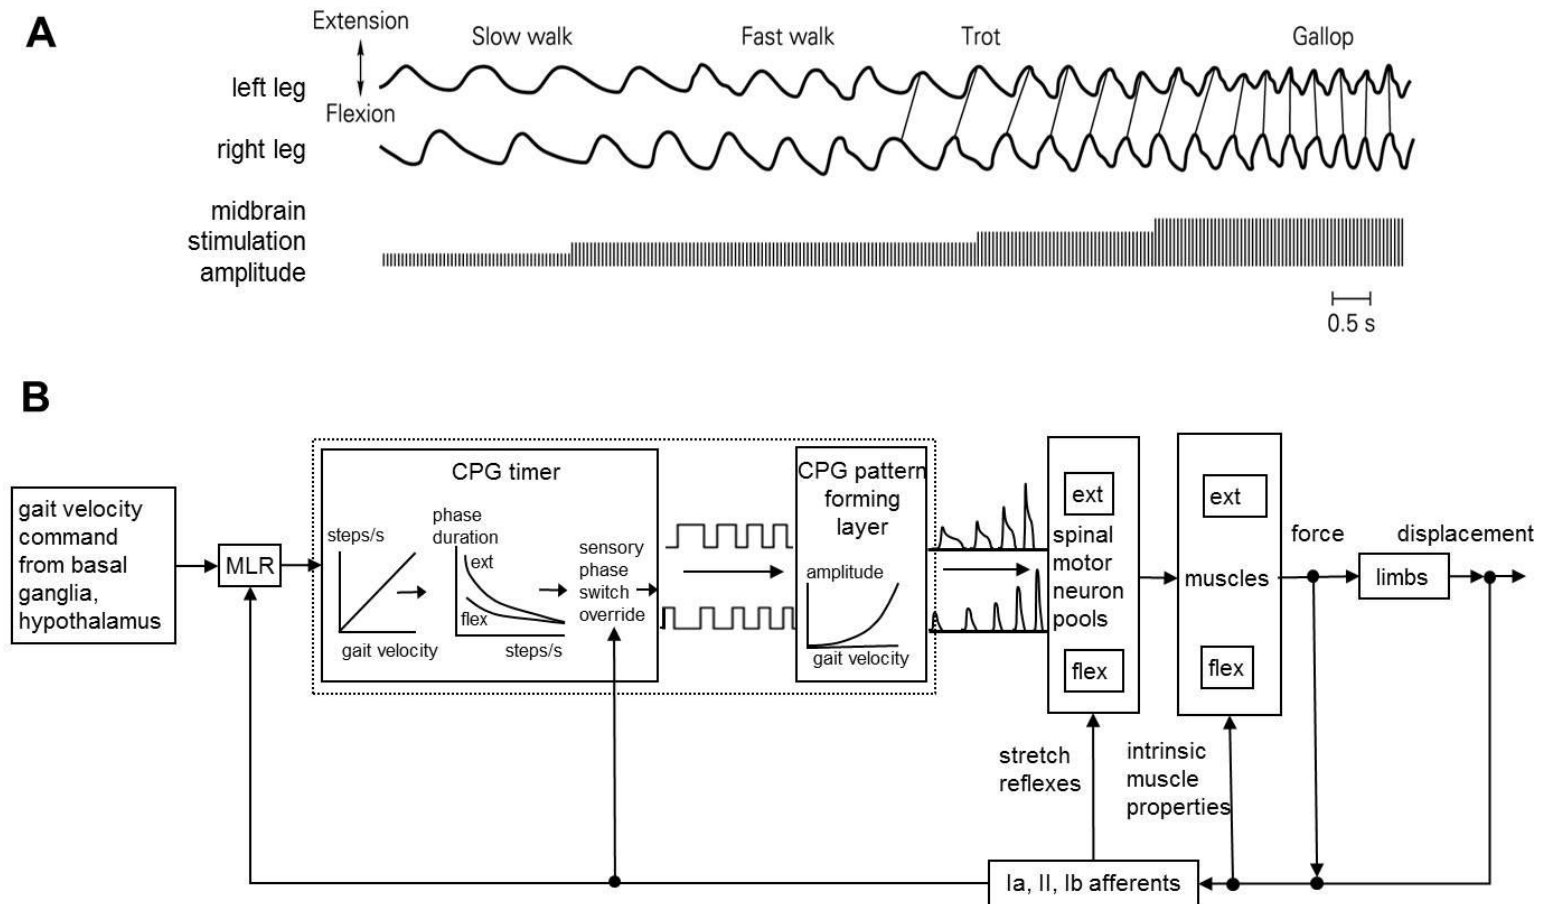 A
Extension
Flexion
Slow walk
Fast walk
Trot
Gallop
left leg
right leg
midbrain
stimulation
amplitude
0.5 s
B
gait velocity
command
from basal
ganglia,
hypothalamus
MLR
CPG timer
steps/s
gait velocity
phase
duration
ext
flex
steps/s
sensory
phase
switch
override
CPG pattern
forming
layer
amplitude
gait velocity
ext
spinal
motor
neuron
pools
flex
ext
muscles
flex
force
displacement
limbs
stretch
reflexes
intrinsic
muscle
properties
Ia, II, Ib afferents